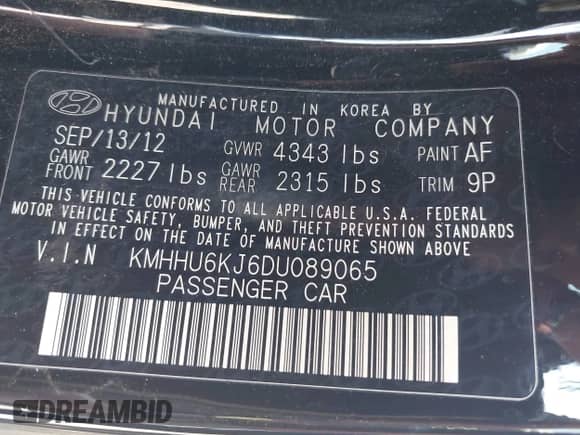 MANUFACTURED IN KOREA BY
HYUNDAI MOTOR COMPANY
SEP/13/12 GVWR 4343 lbs PAINT AF
GAWR FRONT 2227 lbs GAWR REAR 2315 lbs TRIM 9P
THIS VEHICLE CONFORMS TO ALL APPLICABLE U.S.A. FEDERAL
MOTOR VEHICLE SAFETY, BUMPER, AND THEFT PREVENTION STANDARDS
IN EFFECT ON THE DATE OF MANUFACTURE SHOWN ABOVE
V.I.N KMHHU6KJ6DU089065
PASSENGER CAR
DREAMBID